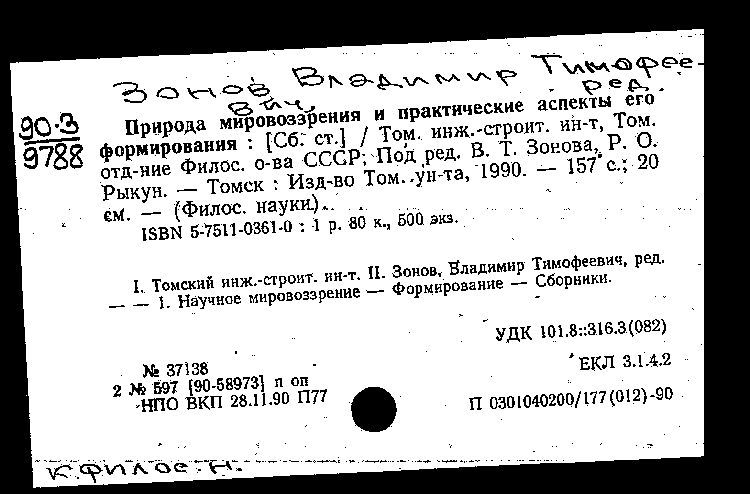 Зонов Владимир Тимофее-
вич, ред.
90-3
9788
Природа мировоззрения и практические аспекты его
формирования : [Сб. ст.] / Том. инж.-строит. ин-т, Том.
отд-ние Филос. о-ва СССР; Под ред. В. Т. Зонова, Р. О.
Рыкун. — Томск : Изд-во Том. ун-та, 1990. — 157 с.; 20
см. — (Филос. науки).
ISBN 5-7511-0361-0 : 1 р. 80 к., 500 экз.
I. Томский инж.-строит. ин-т. II. Зонов, Владимир Тимофеевич, ред.
— — 1. Научное мировоззрение — Формирование — Сборники.
УДК 101.8::316.3(082)
№ 37138
ЕКЛ 3.1.4.2
2 № 597 [90-58973] п оп
НПО ВКП 28.11.90 П77
П 0301040200/177(012)-90
к.филос.н.